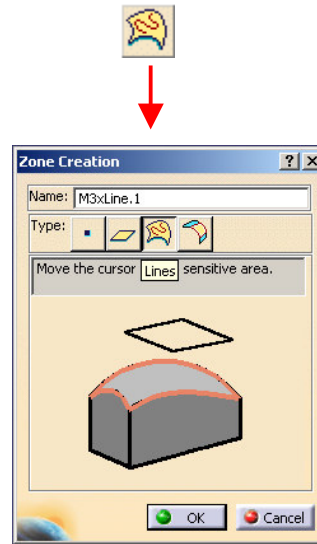 Zone Creation
Name: M3xLine.1
Type:
Move the cursor Lines sensitive area.
OK Cancel